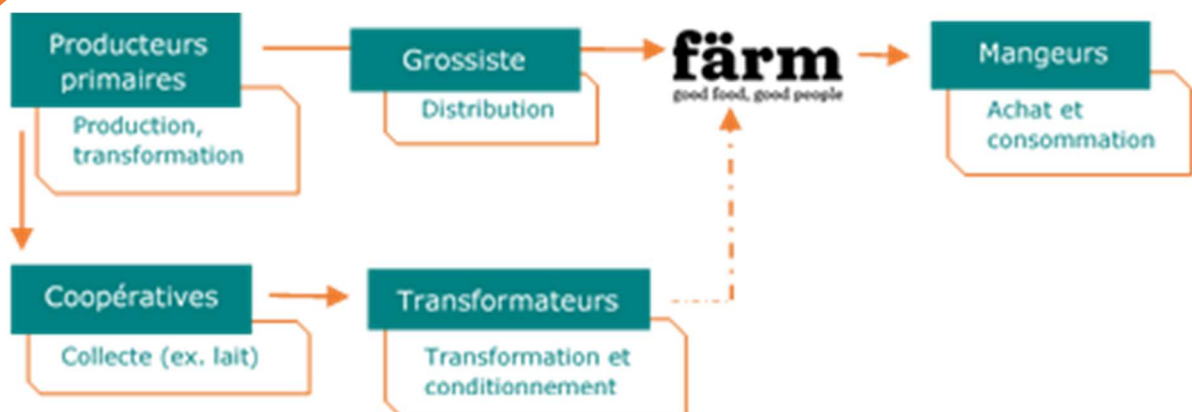 Producteurs
primaires
Production,
transformation
Grossiste
Distribution
färm
good food, good people
Mangeurs
Achat et
consommation
Coopératives
Collecte (ex. lait)
Transformateurs
Transformation et
conditionnement